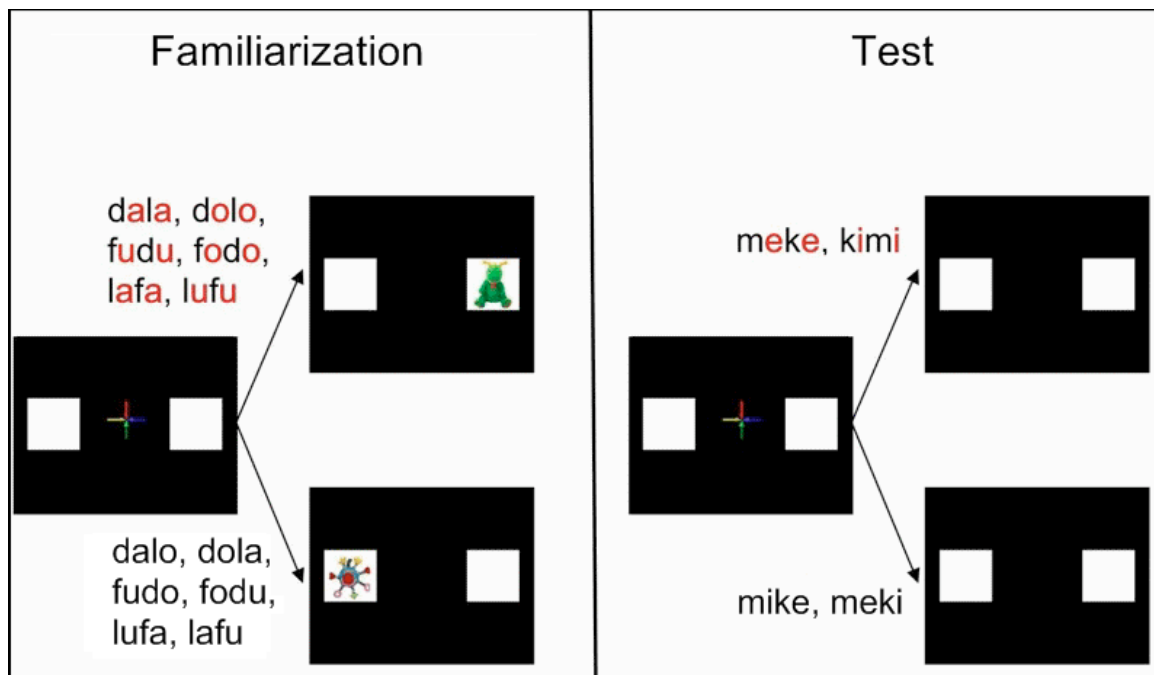 Familiarization
dala, dolo,
fudu, fodo,
lafa, lufu
dalo, dola,
fudo, fodu,
lufa, lafu
Test
meke, kimi
mike, meki